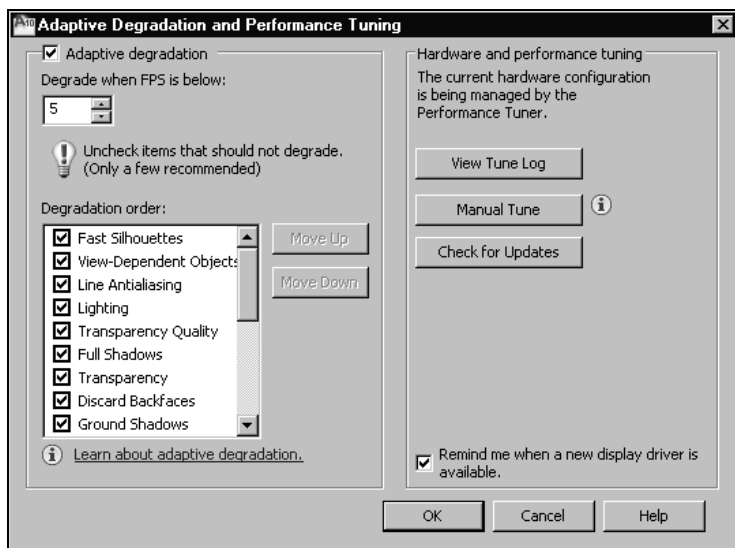 A10 Adaptive Degradation and Performance Tuning
Adaptive degradation
Degrade when FPS is below:
5
Uncheck items that should not degrade.
(Only a few recommended)
Degradation order:
Fast Silhouettes
View-Dependent Objects
Line Antialiasing
Lighting
Transparency Quality
Full Shadows
Transparency
Discard Backfaces
Ground Shadows
Move Up
Move Down
Learn about adaptive degradation.
Hardware and performance tuning
The current hardware configuration
is being managed by the
Performance Tuner.
View Tune Log
Manual Tune
Check for Updates
Remind me when a new display driver is
available.
OK
Cancel
Help